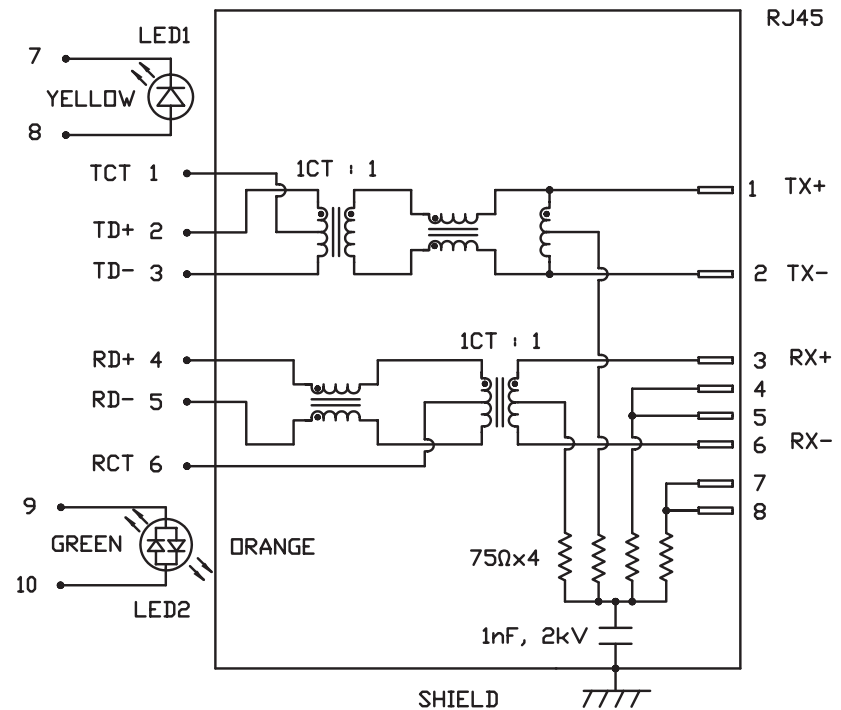 RJ45
LED1
7
YELLOW
8
TCT 1
1CT : 1
1 TX+
TD+ 2
TD- 3
2 TX-
1CT : 1
RD+ 4
3 RX+
4
RD- 5
5
6 RX-
RCT 6
7
9
8
GREEN
ORANGE
75Ωx4
10
LED2
1nF, 2kV
SHIELD